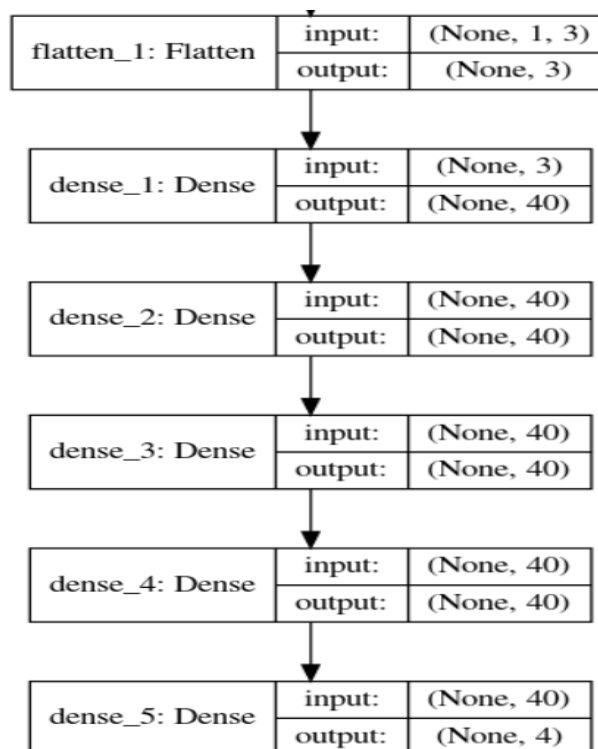 flatten_1: Flatten
input: (None, 1, 3)
output: (None, 3)
dense_1: Dense
input: (None, 3)
output: (None, 40)
dense_2: Dense
input: (None, 40)
output: (None, 40)
dense_3: Dense
input: (None, 40)
output: (None, 40)
dense_4: Dense
input: (None, 40)
output: (None, 40)
dense_5: Dense
input: (None, 40)
output: (None, 4)